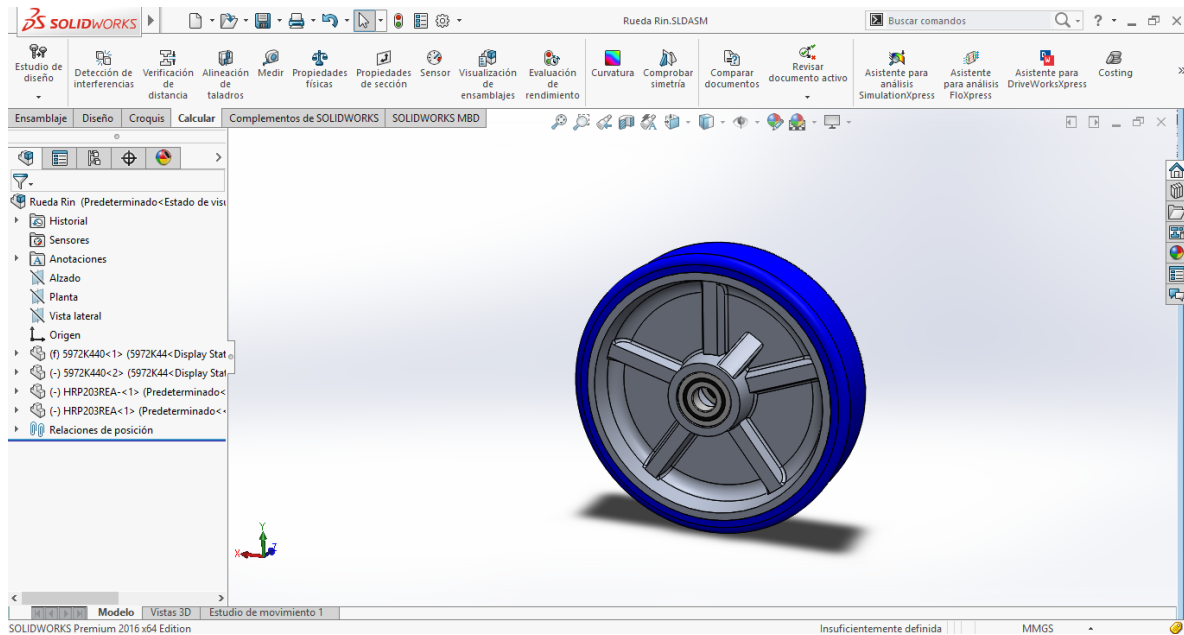 SOLIDWORKS
Rueda Rin.SLDASM
Buscar comandos
Estudio de diseño
Detección de interferencias
Verificación de distancia
Alineación de taladros
Medir
Propiedades físicas
Propiedades de sección
Sensor
Visualización de ensamblajes
Evaluación de rendimiento
Curvatura
Comprobar simetría
Comparar documentos
Revisar documento activo
Asistente para análisis SimulationXpress
Asistente para análisis FloXpress
Asistente para DriveWorksXpress
Costing
Ensamblaje
Diseño
Croquis
Calcular
Complementos de SOLIDWORKS
SOLIDWORKS MBD
Rueda Rin (Predeterminado<Estado de visu
Historial
Sensores
Anotaciones
Alzado
Planta
Vista lateral
Origen
(f) 5972K440<1> (5972K44<Display Stat
(-) 5972K440<2> (5972K44<Display Stat
(-) HRP203REA-<1> (Predeterminado<
(-) HRP203REA<1> (Predeterminado<<
Relaciones de posición
Y
X
Z
Modelo
Vistas 3D
Estudio de movimiento 1
SOLIDWORKS Premium 2016 x64 Edition
Insuficientemente definida
MMGS